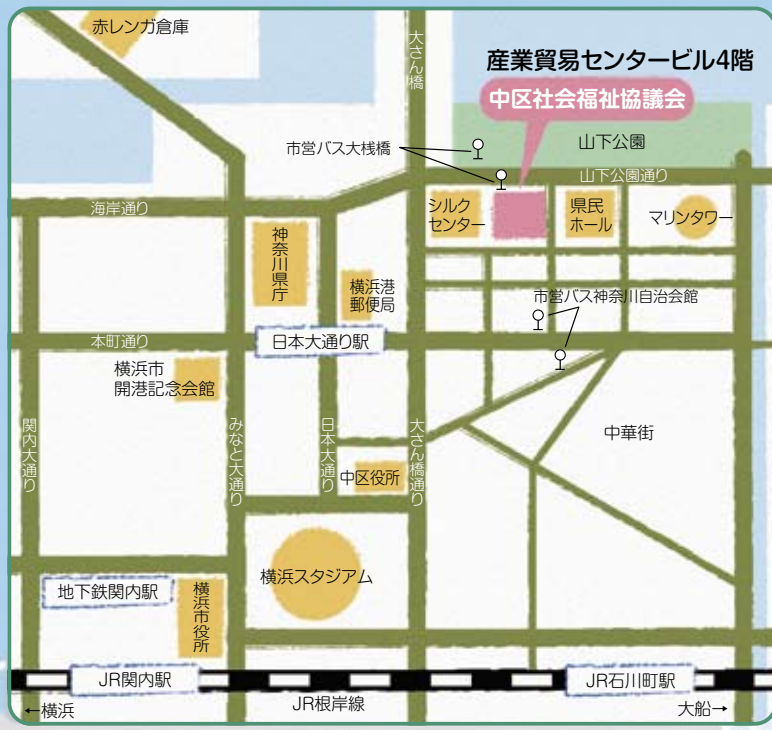 赤レンガ倉庫
大さん橋
産業貿易センタービル4階
中区社会福祉協議会
市営バス大桟橋
山下公園
山下公園通り
海岸通り
神奈川県庁
横浜港
郵便局
シルク
センター
県民
ホール
マリンタワー
市営バス神奈川自治会館
本町通り
日本大通り駅
横浜市
開港記念会館
関内大通り
みなと大通り
日本大通り
大さん橋通り
中華街
中区役所
横浜スタジアム
地下鉄関内駅
横浜市役所
JR関内駅
JR石川町駅
←横浜
JR根岸線
大船→